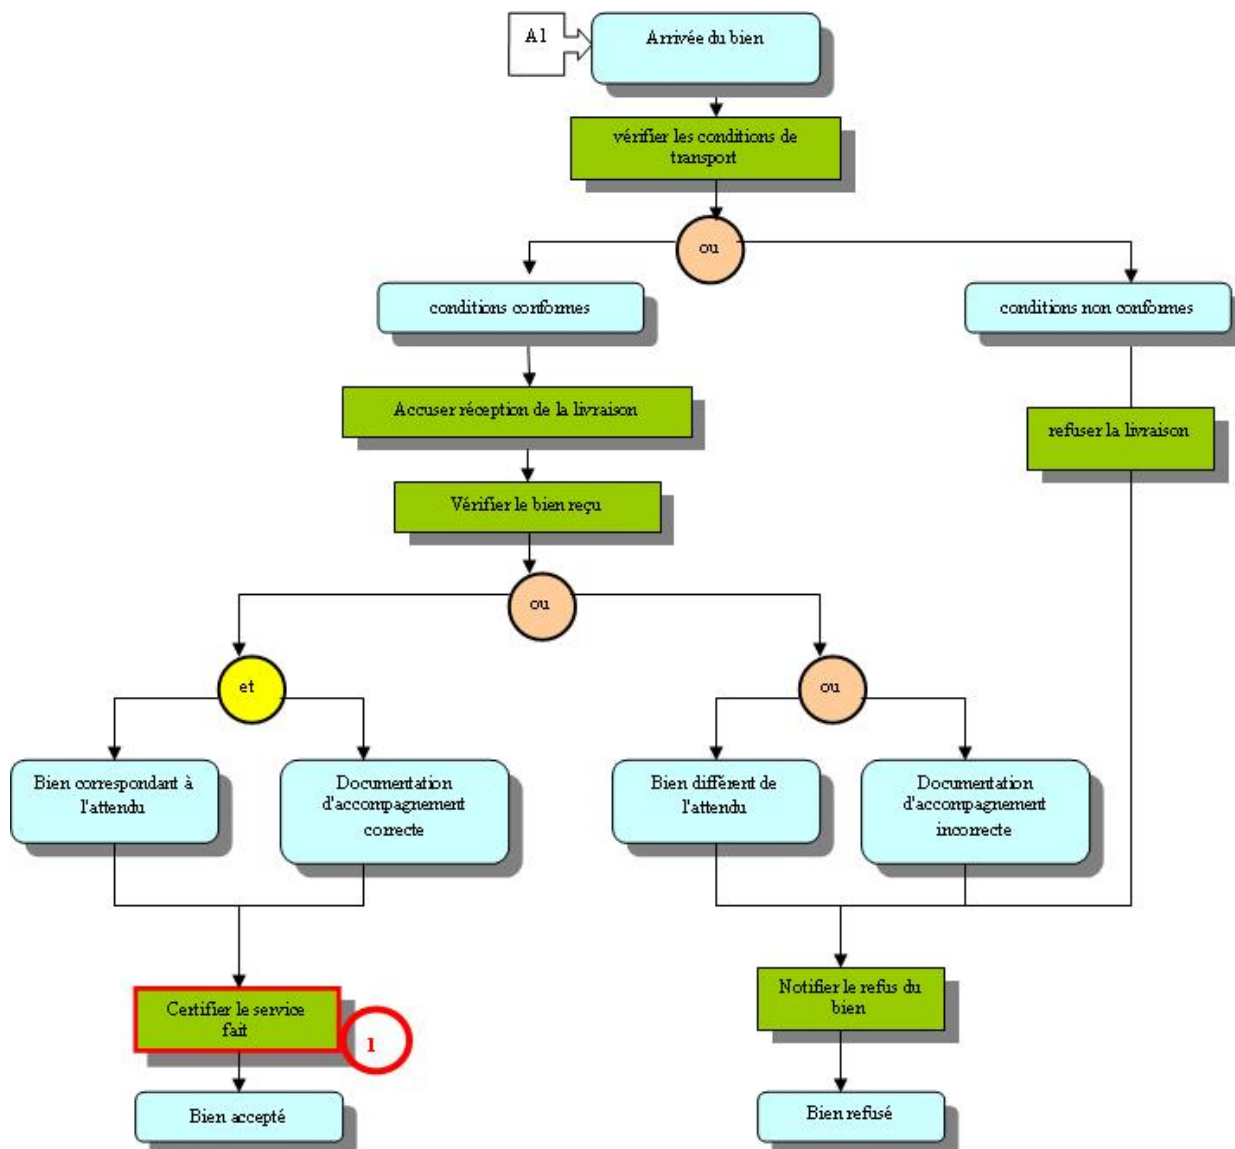 A1
Arrivée du bien
vérifier les conditions de
transport
ou
conditions conformes
conditions non conformes
Accuser réception de la livraison
refuser la livraison
Vérifier le bien reçu
ou
et
ou
Bien correspondant à
l'attendu
Documentation
d'accompagnement
correcte
Bien différent de
l'attendu
Documentation
d'accompagnement
incorrecte
Certifier le service
fait
1
Notifier le refus du
bien
Bien accepté
Bien refusé